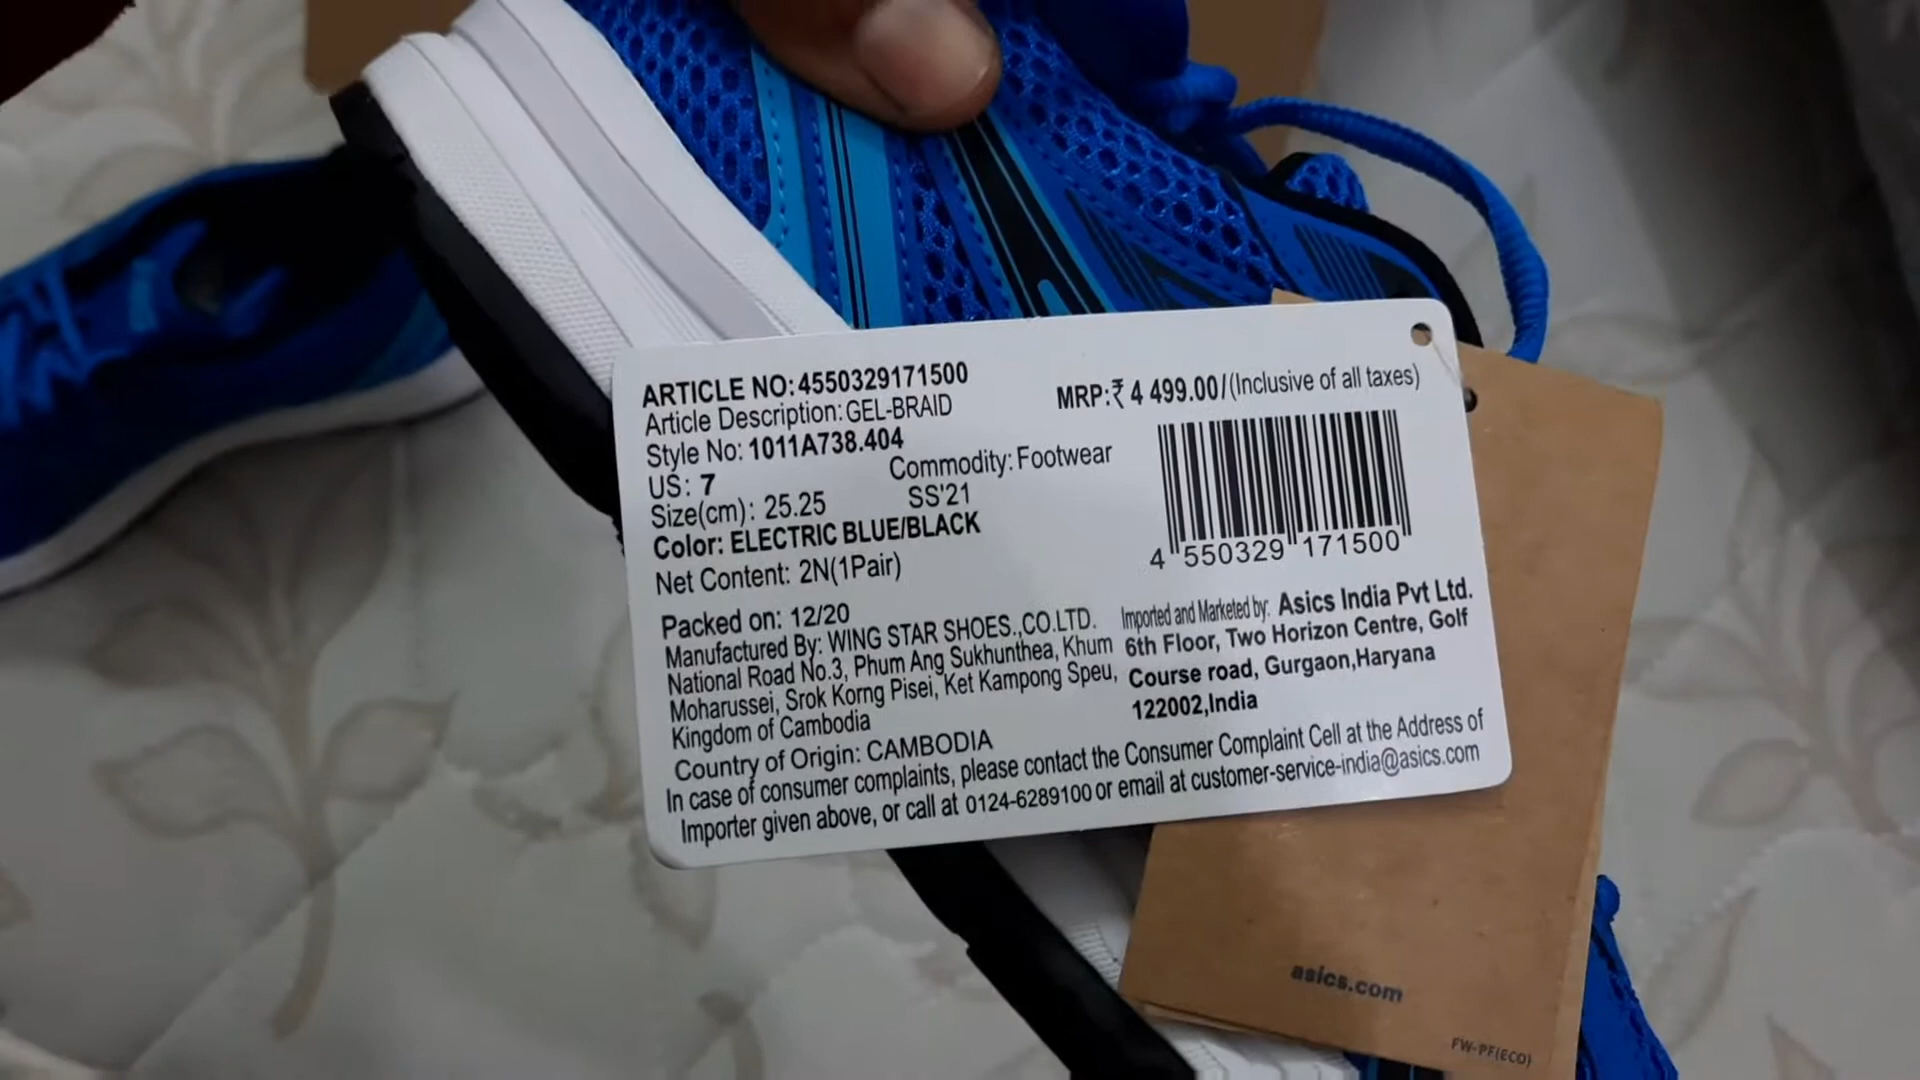 ARTICLE NO: 4550329171500
Article Description: GEL-BRAID
Style No: 1011A738.404
US: 7
Commodity: Footwear
Size(cm): 25.25
SS'21
Color: ELECTRIC BLUE/BLACK
Net Content: 2N(1Pair)
MRP:₹ 4 499.00/(Inclusive of all taxes)
4 550329 171500
Packed on: 12/20
Manufactured By: WING STAR SHOES.,CO.LTD.
National Road No.3, Phum Ang Sukhunthea, Khum
Moharussei, Srok Korng Pisei, Ket Kampong Speu,
Kingdom of Cambodia
Imported and Marketed by: Asics India Pvt Ltd.
6th Floor, Two Horizon Centre, Golf
Course road, Gurgaon,Haryana
122002,India
Country of Origin: CAMBODIA
In case of consumer complaints, please contact the Consumer Complaint Cell at the Address of
Importer given above, or call at 0124-6289100 or email at customer-service-india@asics.com
asics.com
FW-PF(ECO)